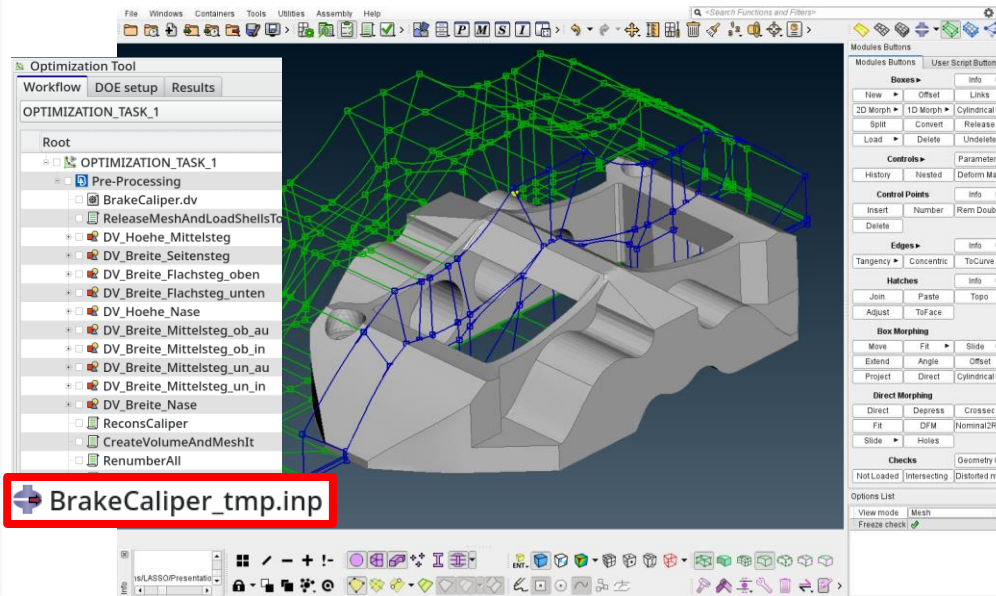 File Windows Containers Tools Utilities Assembly Help
<Search Functions and Filters>
P M S I
Optimization Tool
Workflow DOE setup Results
OPTIMIZATION_TASK_1
Root
OPTIMIZATION_TASK_1
Pre-Processing
BrakeCaliper.dv
ReleaseMeshAndLoadShellsTo
DV_Hoehe_Mittelsteg
DV_Breite_Seitensteg
DV_Breite_Flachsteg_oben
DV_Breite_Flachsteg_unten
DV_Hoehe_Nase
DV_Breite_Mittelsteg_ob_au
DV_Breite_Mittelsteg_ob_in
DV_Breite_Mittelsteg_un_au
DV_Breite_Mittelsteg_un_in
DV_Breite_Nase
ReconsCaliper
CreateVolumeAndMeshIt
RenumberAll
BrakeCaliper_tmp.inp
Modules Buttons
Modules Buttons User Script Button
Boxes Info
New Offset Links
2D Morph 1D Morph Cylindrical
Split Convert Release
Load Delete Undelete
Controls Parameter
History Nested Deform Ma
Control Points Info
Insert Number Rem Doub
Delete
Edges Info
Tangency Concentric ToCurve
Hatches Info
Join Paste Topo
Adjust ToFace
Box Morphing
Move Fit Slide
Extend Angle Offset
Project Direct Cylindrical
Direct Morphing
Direct Depress Crossec
Fit DFM Nominal2R
Slide Holes
Checks Geometry
Not Loaded Intersecting Distorted m
Options List
View mode Mesh
Freeze check
Info
ns/LASSO/Presentatio
ENT.